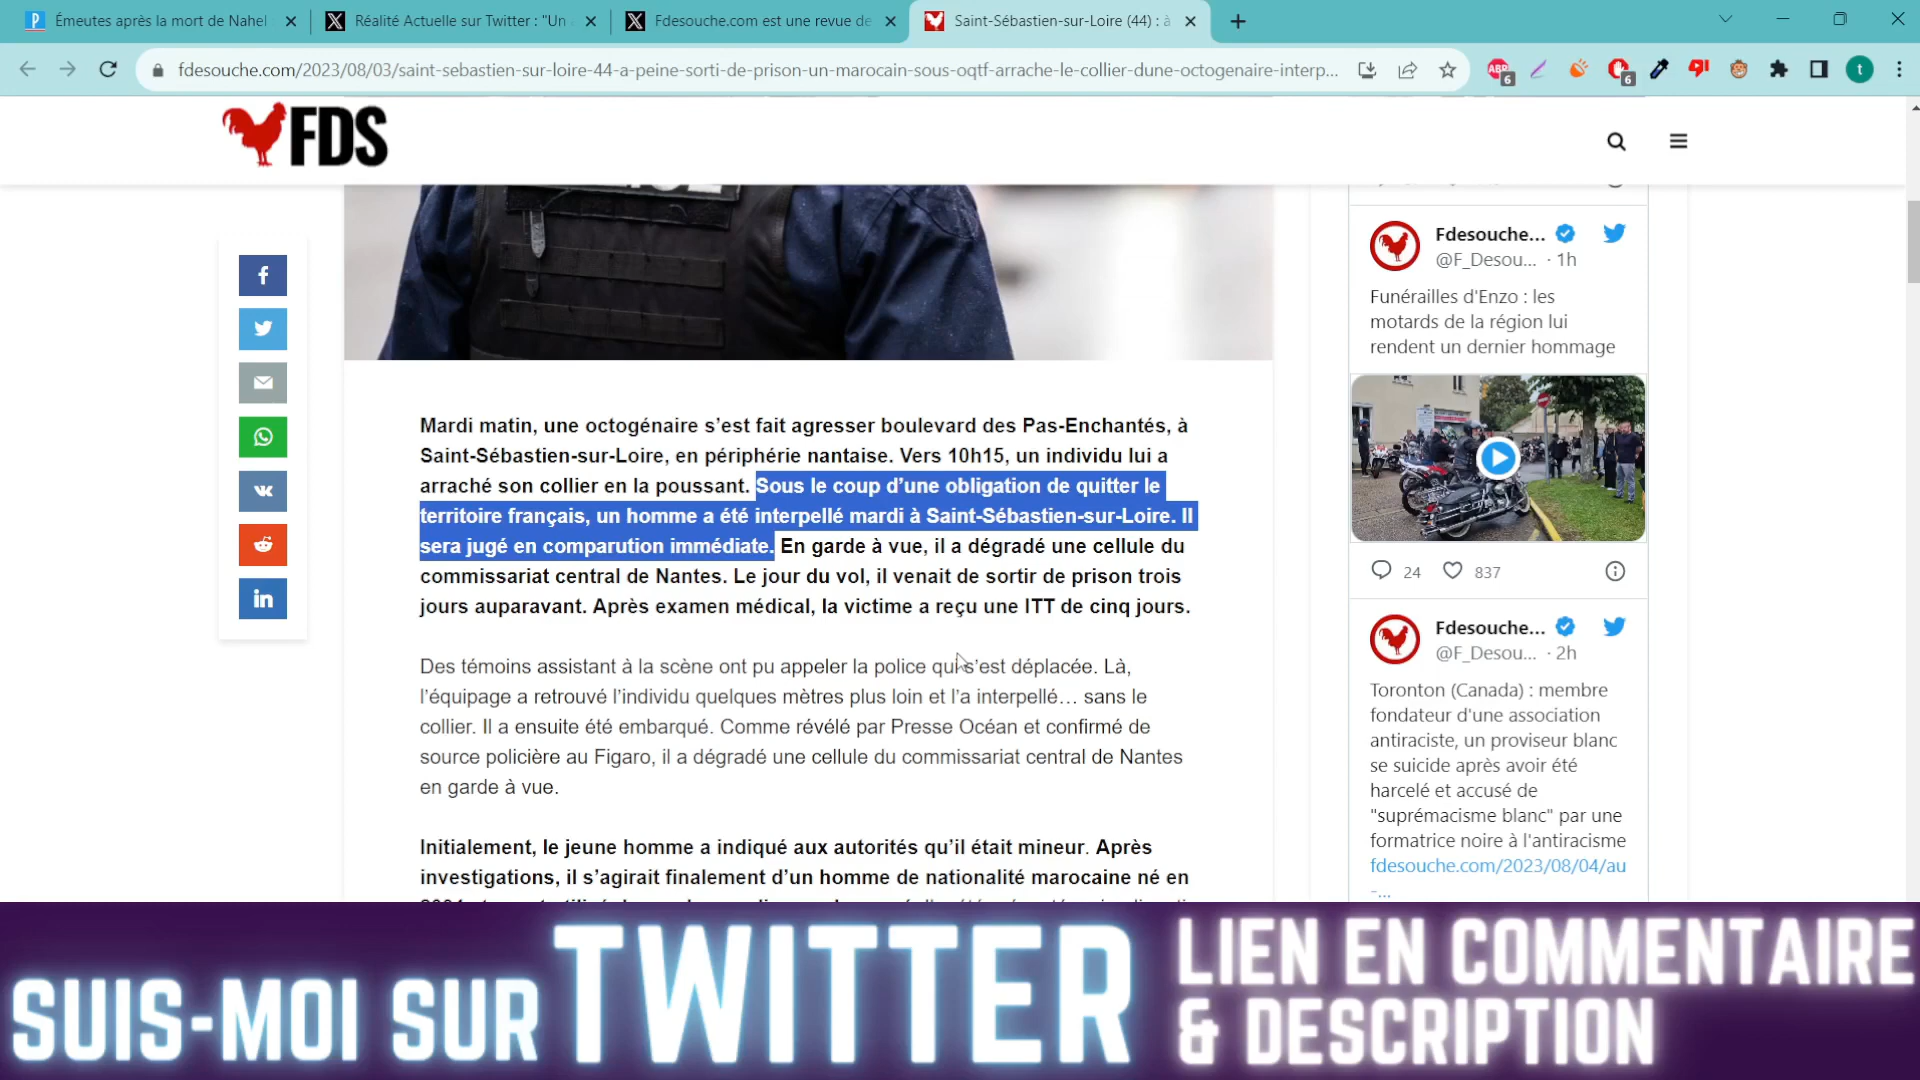 Émeutes après la mort de Nahel
Réalité Actuelle sur Twitter : "Un
Fdesouche.com est une revue de
Saint-Sébastien-sur-Loire (44) : à
fdesouche.com/2023/08/03/saint-sebastien-sur-loire-44-a-peine-sorti-de-prison-un-marocain-sous-oqtf-arrache-le-collier-dune-octogenaire-interp...
ABP
6
6
t
FDS
Mardi matin, une octogénaire s’est fait agresser boulevard des Pas-Enchantés, à
Saint-Sébastien-sur-Loire, en périphérie nantaise. Vers 10h15, un individu lui a
arraché son collier en la poussant. Sous le coup d’une obligation de quitter le
territoire français, un homme a été interpellé mardi à Saint-Sébastien-sur-Loire. Il
sera jugé en comparution immédiate. En garde à vue, il a dégradé une cellule du
commissariat central de Nantes. Le jour du vol, il venait de sortir de prison trois
jours auparavant. Après examen médical, la victime a reçu une ITT de cinq jours.
Des témoins assistant à la scène ont pu appeler la police qui s’est déplacée. Là,
l’équipage a retrouvé l’individu quelques mètres plus loin et l’a interpellé… sans le
collier. Il a ensuite été embarqué. Comme révélé par Presse Océan et confirmé de
source policière au Figaro, il a dégradé une cellule du commissariat central de Nantes
en garde à vue.
Initialement, le jeune homme a indiqué aux autorités qu’il était mineur. Après
investigations, il s’agirait finalement d’un homme de nationalité marocaine né en
Fdesouche...
@F_Desou... · 1h
Funérailles d'Enzo : les
motards de la région lui
rendent un dernier hommage
24 837
Fdesouche...
@F_Desou... · 2h
Toronton (Canada) : membre
fondateur d'une association
antiraciste, un proviseur blanc
se suicide après avoir été
harcelé et accusé de
"suprémacisme blanc" par une
formatrice noire à l'antiracisme
fdesouche.com/2023/08/04/au
-...
SUIS-MOI SUR TWITTER
LIEN EN COMMENTAIRE
& DESCRIPTION